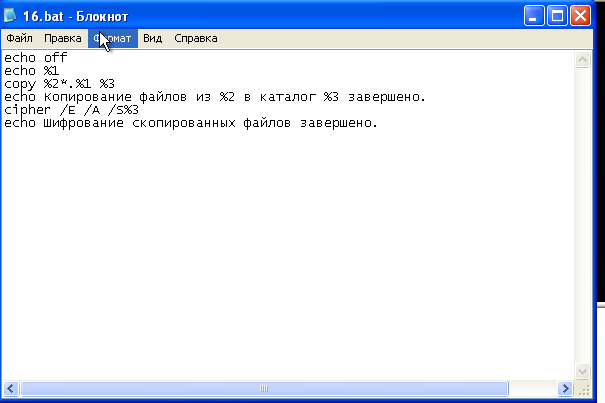 16.bat - Блокнот
Файл Правка Формат Вид Справка
echo off
echo %1
copy %2*.%1 %3
echo Копирование файлов из %2 в каталог %3 завершено.
cipher /E /A /S%3
echo Шифрование скопированных файлов завершено.